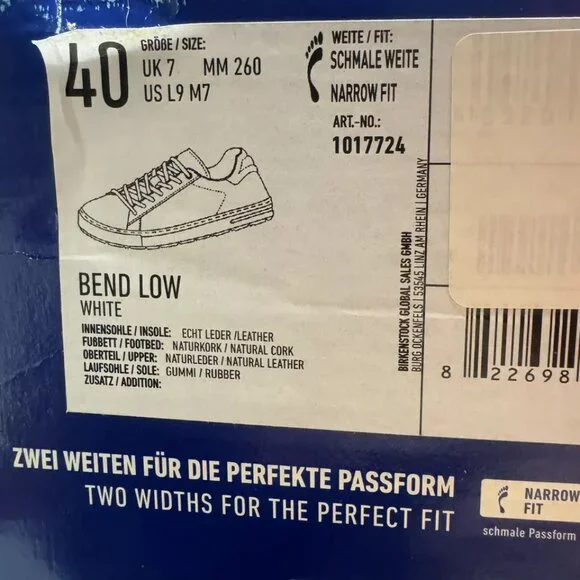 40
GRÖßE / SIZE:
UK 7 MM 260
US L9 M7
WEITE / FIT:
SCHMALE WEITE
NARROW FIT
ART.-NO.:
1017724
BEND LOW
WHITE
INNENSOHLE / INSOLE: ECHT LEDER /LEATHER
FUßBETT / FOOTBED: NATURKORK / NATURAL CORK
OBERTEIL / UPPER: NATURLEDER / NATURAL LEATHER
LAUFSOHLE / SOLE: GUMMI / RUBBER
ZUSATZ / ADDITION:
BIRKENSTOCK GLOBAL SALES GMBH
BURG OCKENFELS | 53545 LINZ AM RHEIN | GERMANY
8 22698
ZWEI WEITEN FÜR DIE PERFEKTE PASSFORM
TWO WIDTHS FOR THE PERFECT FIT
NARROW
FIT
schmale Passform